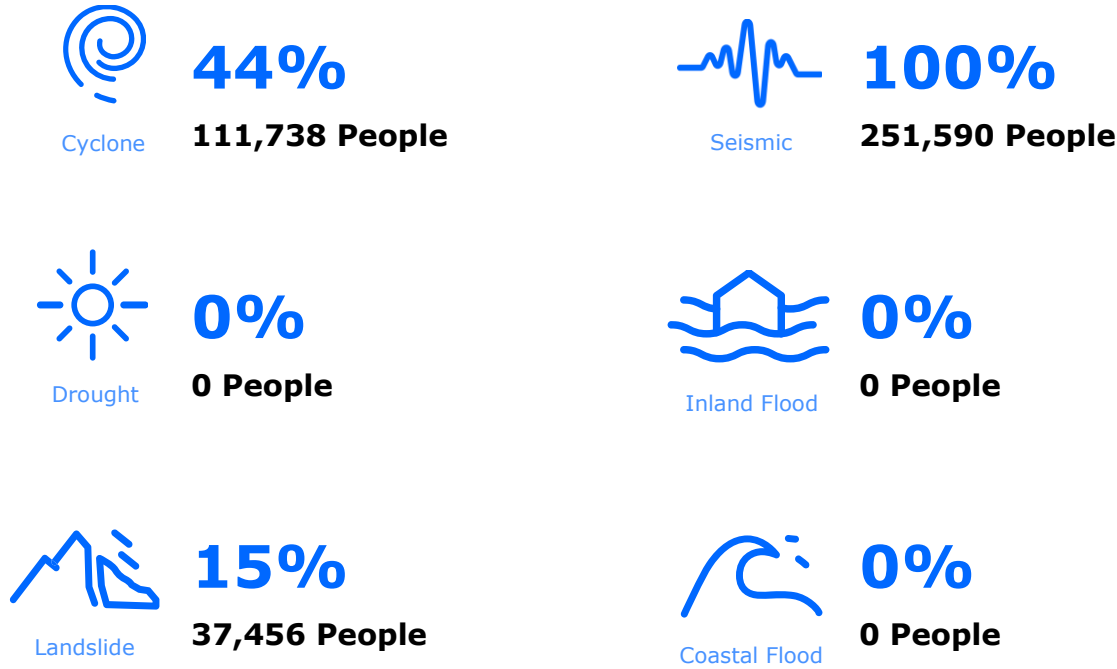 44%
111,738 People
Cyclone
100%
251,590 People
Seismic
0%
0 People
Drought
0%
0 People
Inland Flood
15%
37,456 People
Landslide
0%
0 People
Coastal Flood